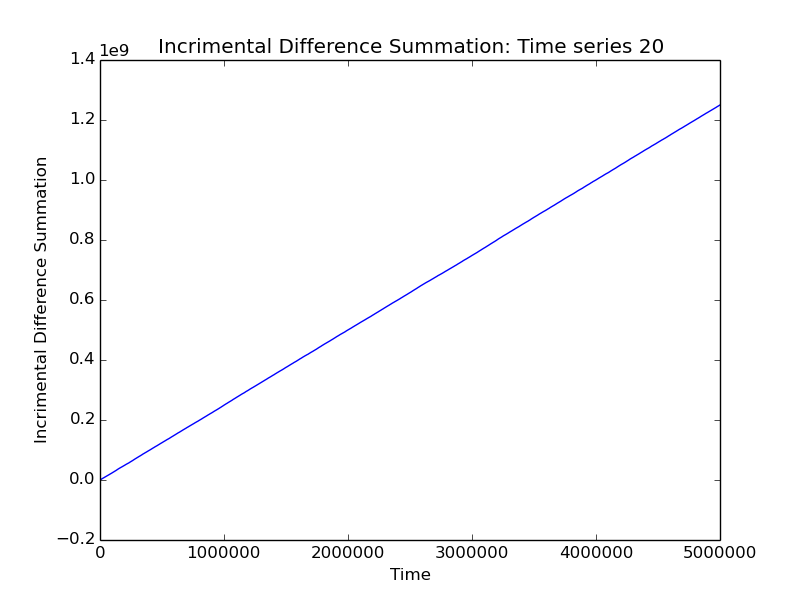 Incrimental Difference Summation: Time series 20
1e9
1.4
1.2
1.0
0.8
0.6
0.4
0.2
0.0
−0.2
Incrimental Difference Summation
0 1000000 2000000 3000000 4000000 5000000
Time